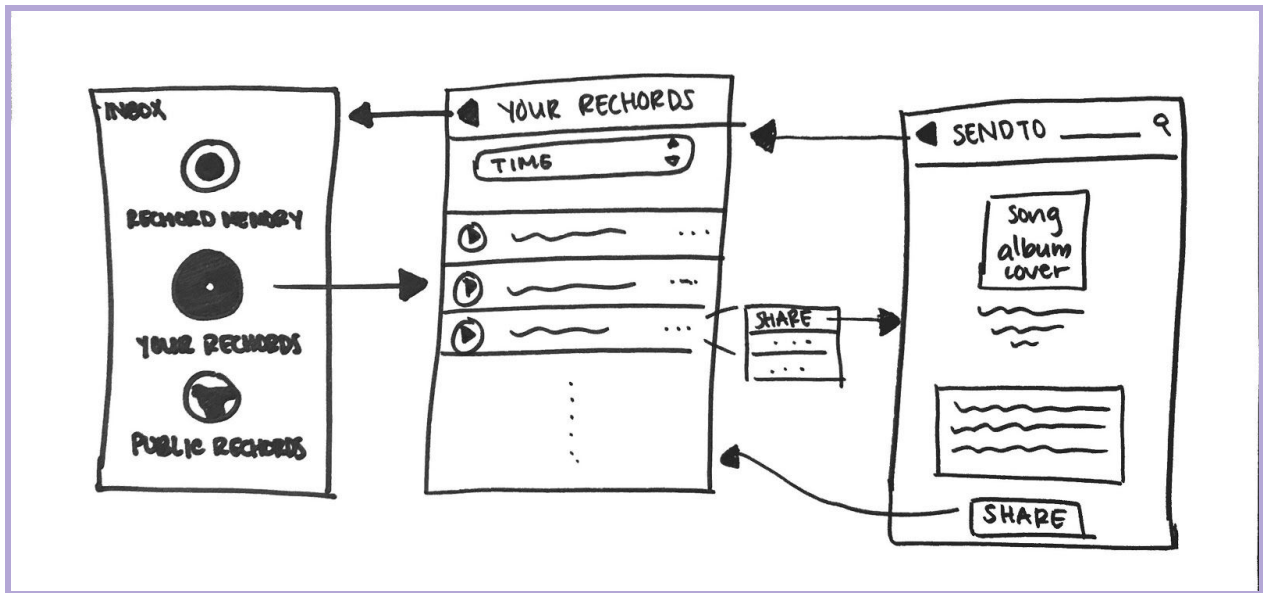 INBOX
RECHORD MEMORY
YOUR RECHORDS
PUBLIC RECHORDS
YOUR RECHORDS
TIME
SHARE
SEND TO
song
album
cover
SHARE